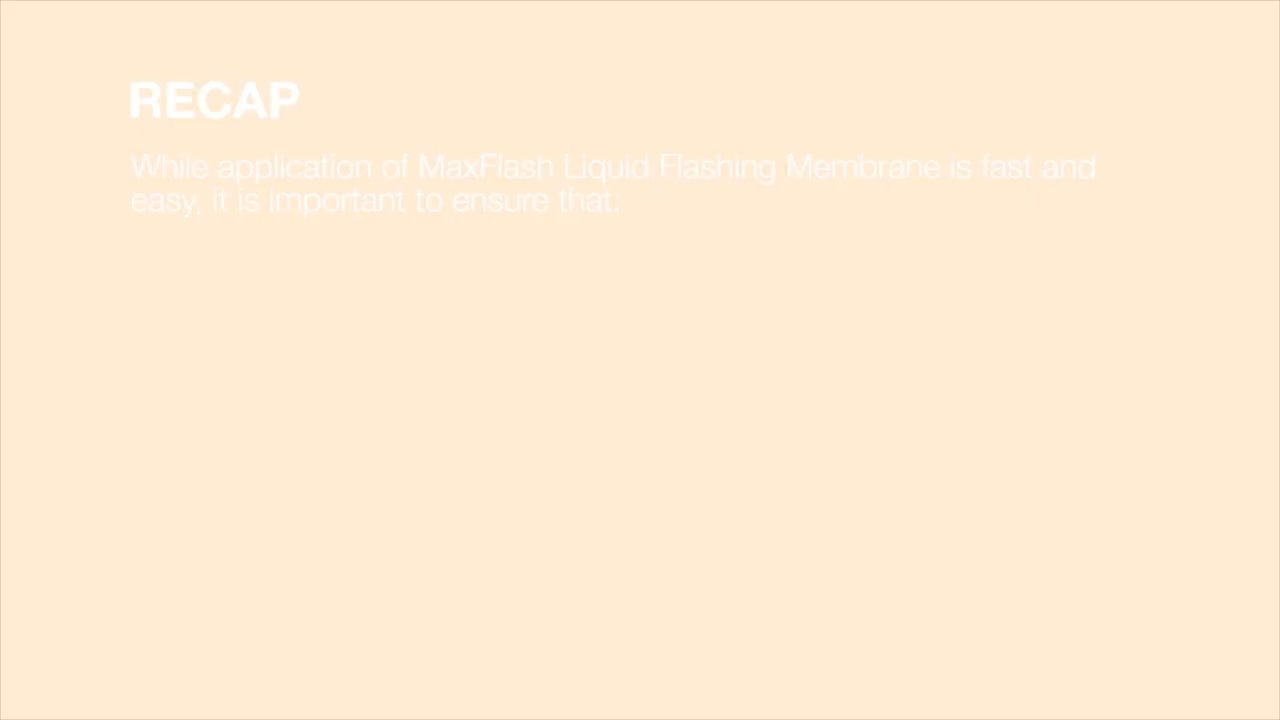 RECAP
While application of MaxFlash Liquid Flashing Membrane is fast and
easy, it is important to ensure that: